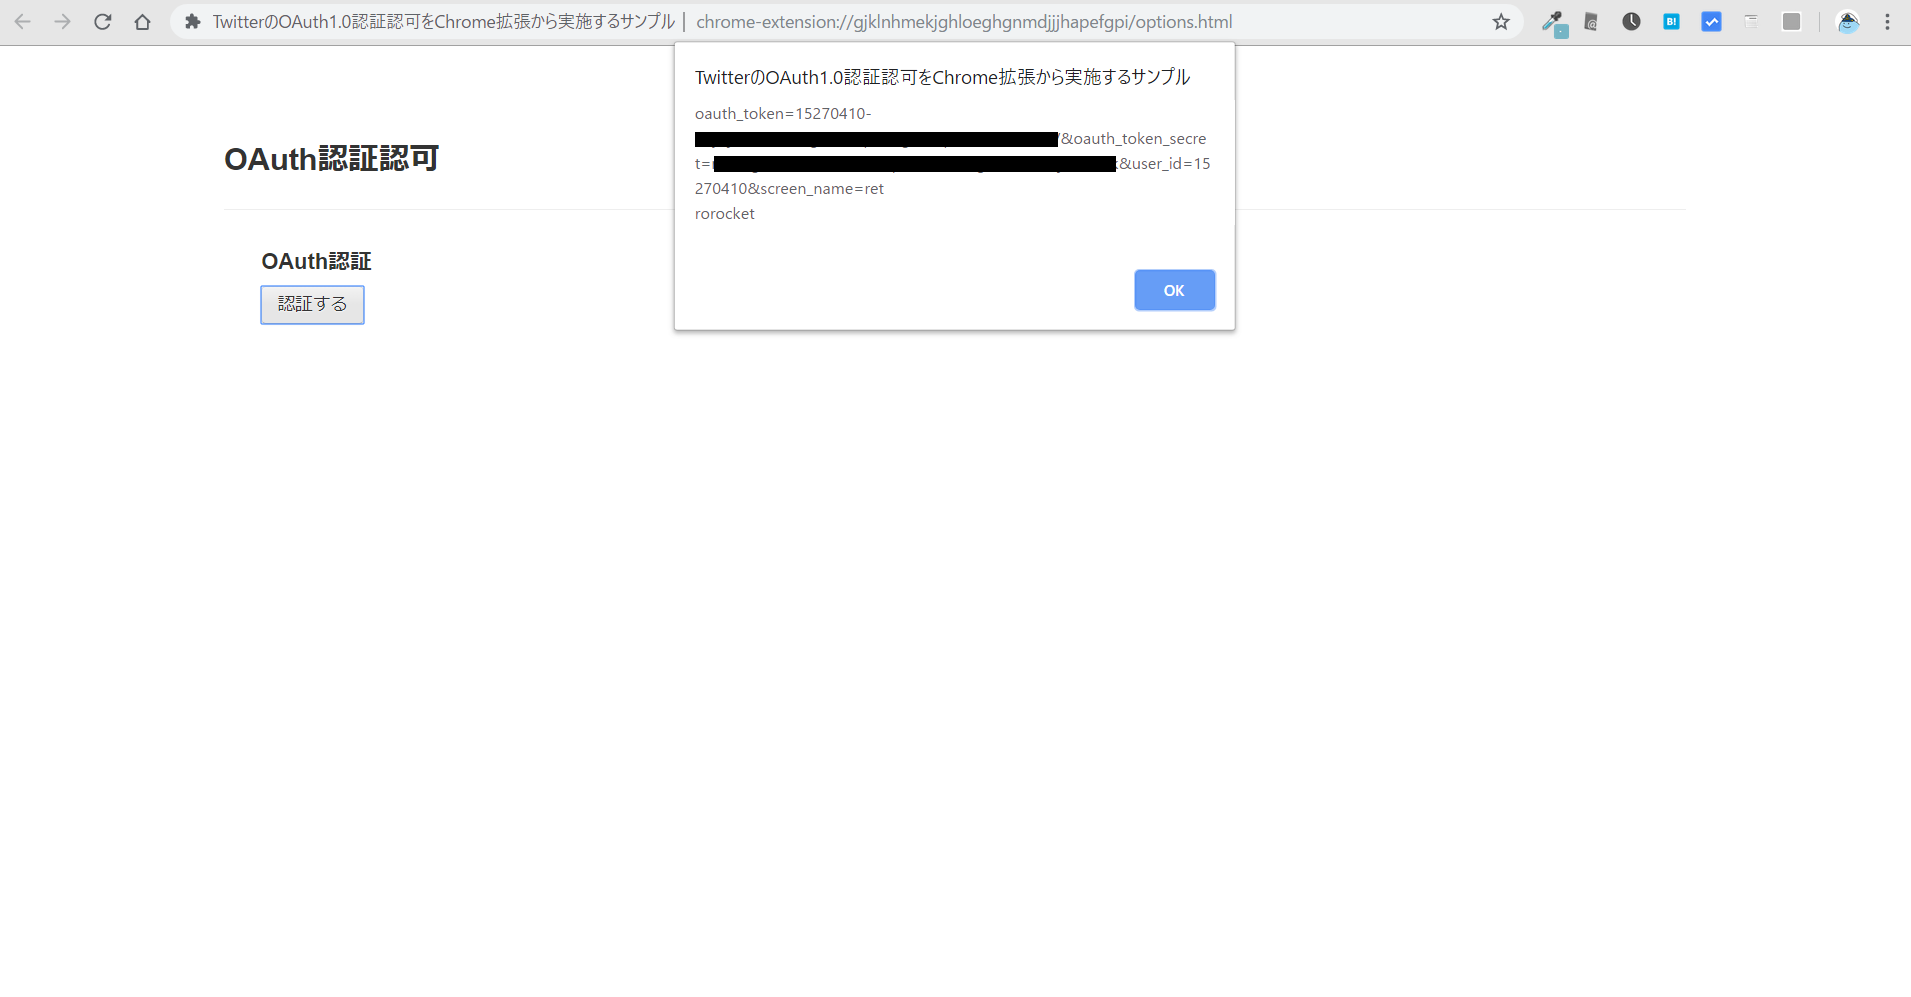 TwitterのOAuth1.0認証認可をChrome拡張から実施するサンプル | chrome-extension://gjklnhmekjghloeghgnmdjjjhapefgpi/options.html
TwitterのOAuth1.0認証認可をChrome拡張から実施するサンプル
oauth_token=15270410-
&oauth_token_secre
t=
&user_id=15
270410&screen_name=ret
rorocket
OK
OAuth認証認可
OAuth認証
認証する